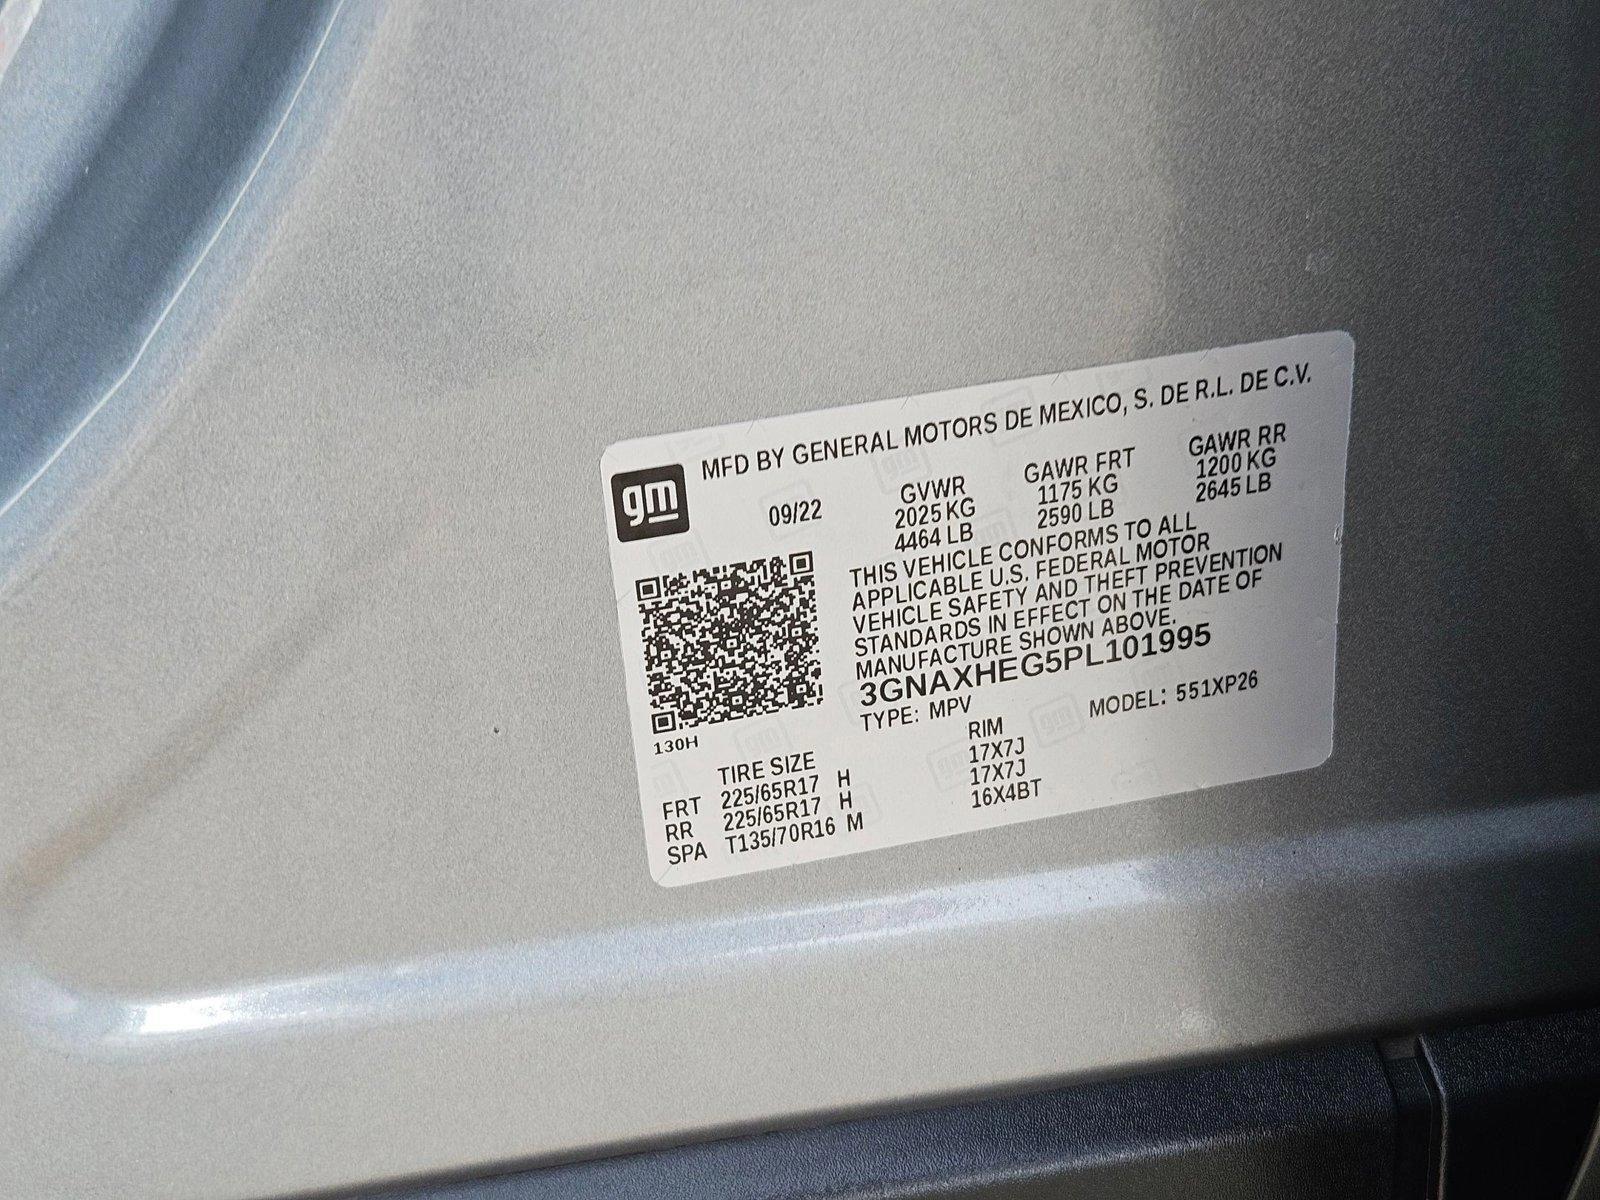 MFD BY GENERAL MOTORS DE MEXICO, S. DE R.L. DE C.V.
gm
09/22
GVWR GAWR FRT GAWR RR
2025 KG 1175 KG 1200 KG
4464 LB 2590 LB 2645 LB
THIS VEHICLE CONFORMS TO ALL
APPLICABLE U.S. FEDERAL MOTOR
VEHICLE SAFETY AND THEFT PREVENTION
STANDARDS IN EFFECT ON THE DATE OF
MANUFACTURE SHOWN ABOVE.
3GNAXHEG5PL101995
TYPE: MPV MODEL: 551XP26
130H
TIRE SIZE RIM
FRT 225/65R17 H 17X7J
RR 225/65R17 H 17X7J
SPA T135/70R16 M 16X4BT